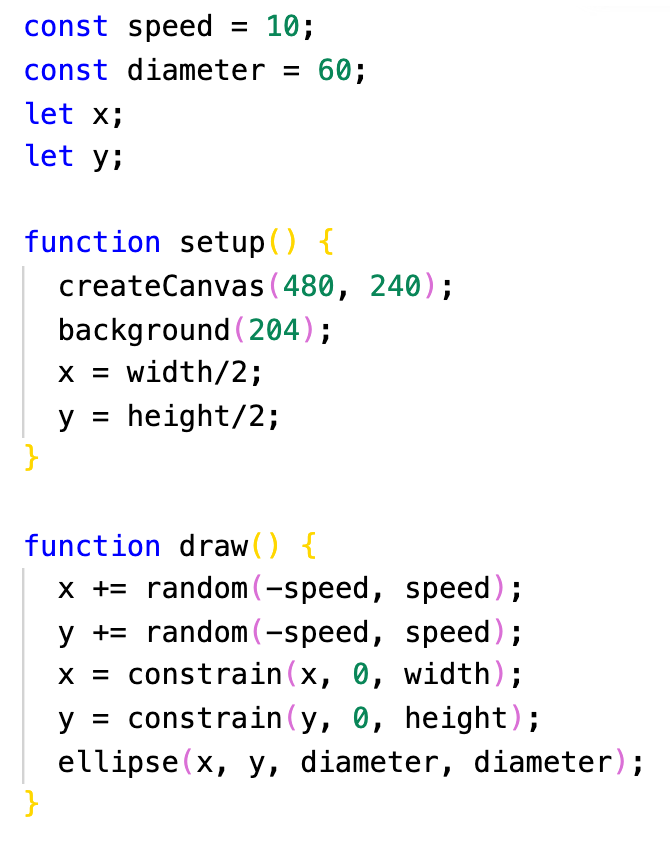 const speed = 10;
const diameter = 60;
let x;
let y;

function setup() {
  createCanvas(480, 240);
  background(204);
  x = width/2;
  y = height/2;
}

function draw() {
  x += random(-speed, speed);
  y += random(-speed, speed);
  x = constrain(x, 0, width);
  y = constrain(y, 0, height);
  ellipse(x, y, diameter, diameter);
}